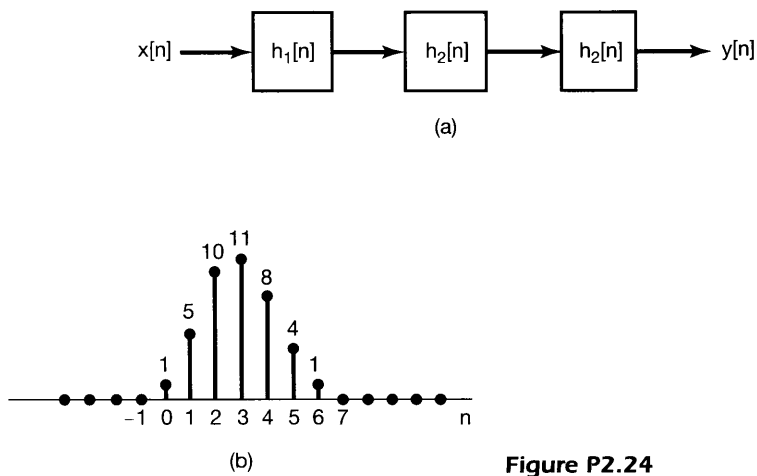 x[n] h₁[n] h₂[n] h₂[n] y[n]
(a)
11
10
8
5
4
1 1
−1 0 1 2 3 4 5 6 7 n
(b)
Figure P2.24